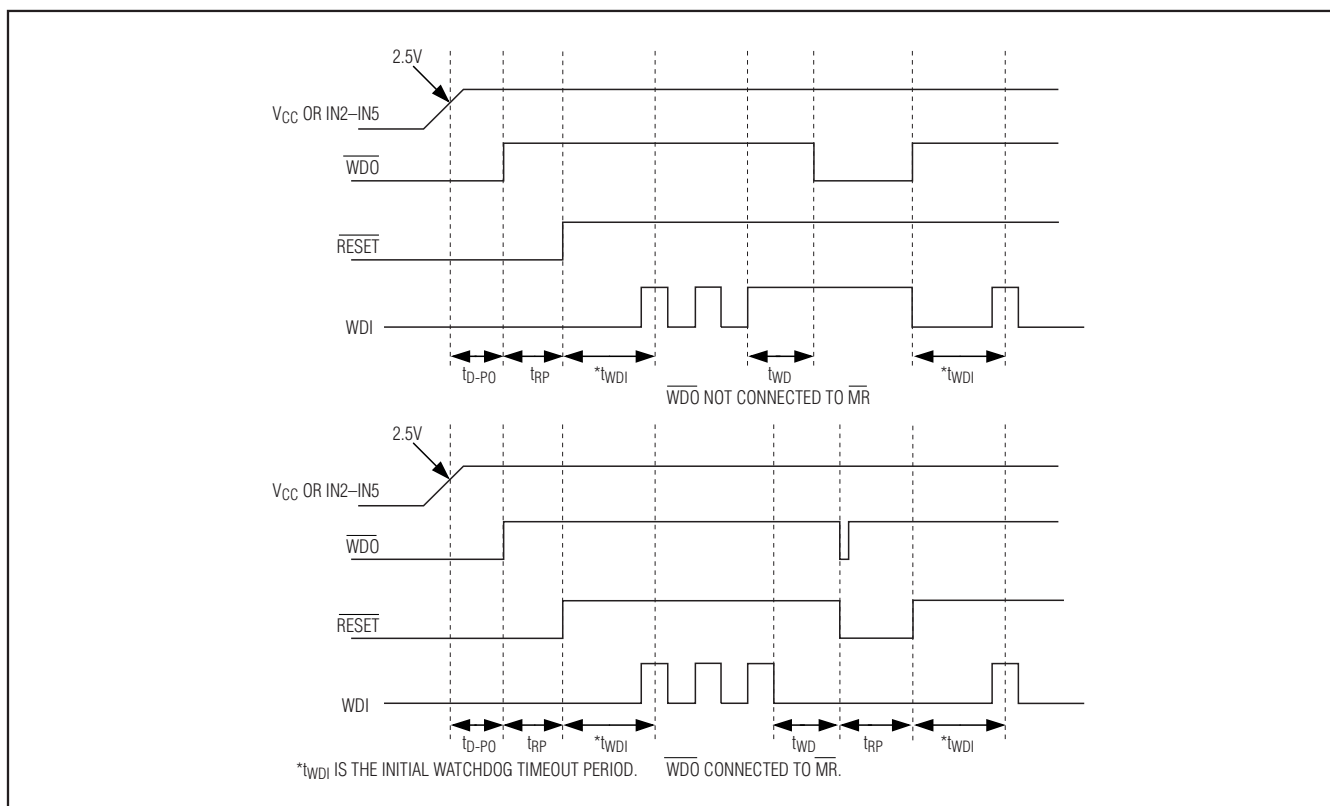 2.5V
VCC OR IN2–IN5
WDO
RESET
WDI
tD-PO tRP *tWDI tWD *tWDI
WDO NOT CONNECTED TO MR
2.5V
VCC OR IN2–IN5
WDO
RESET
WDI
tD-PO tRP *tWDI tWD tRP *tWDI
*tWDI IS THE INITIAL WATCHDOG TIMEOUT PERIOD. WDO CONNECTED TO MR.